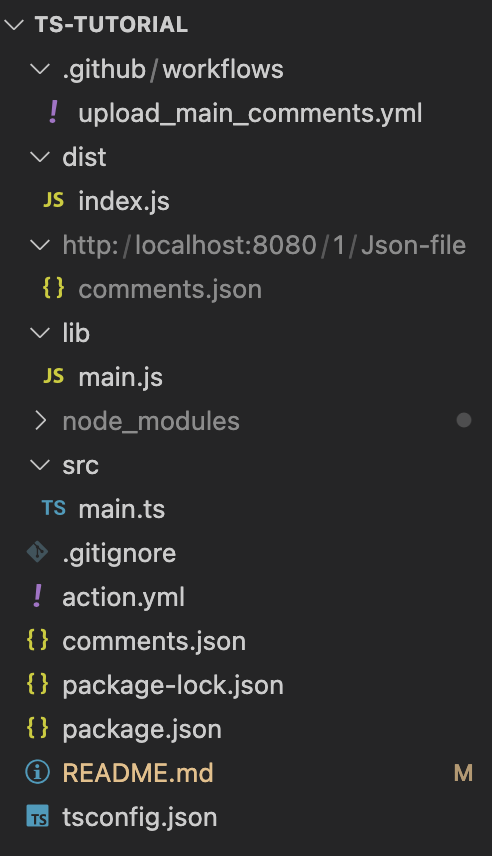 TS-TUTORIAL
.github/workflows
! upload_main_comments.yml
dist
JS index.js
http:/localhost:8080/1/Json-file
{} comments.json
lib
JS main.js
node_modules
src
TS main.ts
.gitignore
! action.yml
{} comments.json
{} package-lock.json
{} package.json
README.md M
TS tsconfig.json